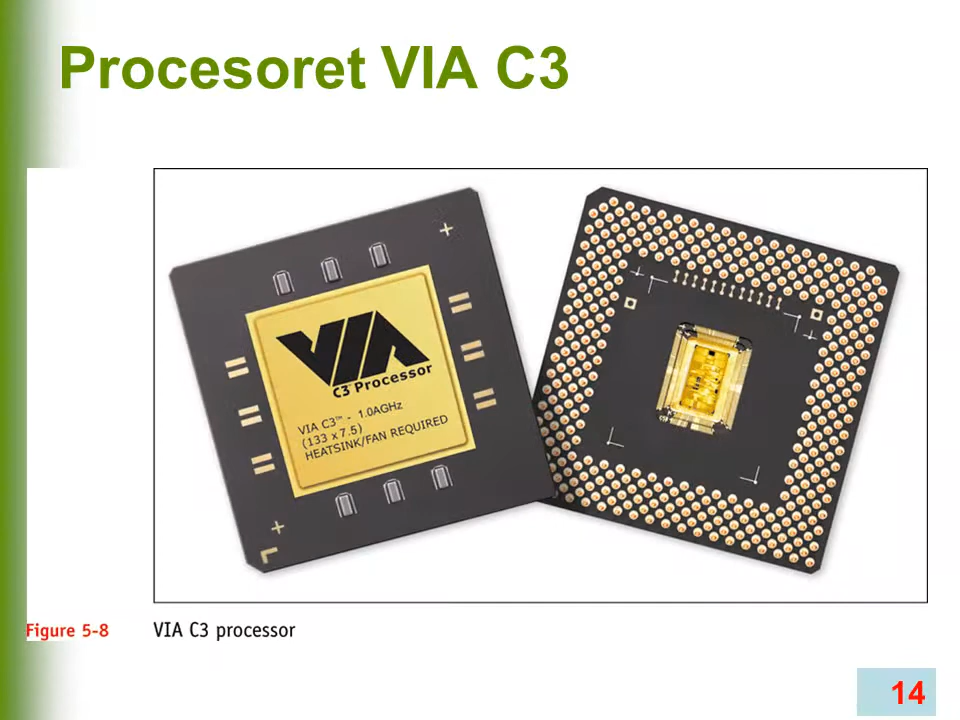 Procesoret VIA C3
VIA
C3 Processor
VIA C3™ - 1.0AGHz
(133 x 7.5)
HEATSINK/FAN REQUIRED
Figure 5-8 VIA C3 processor
14